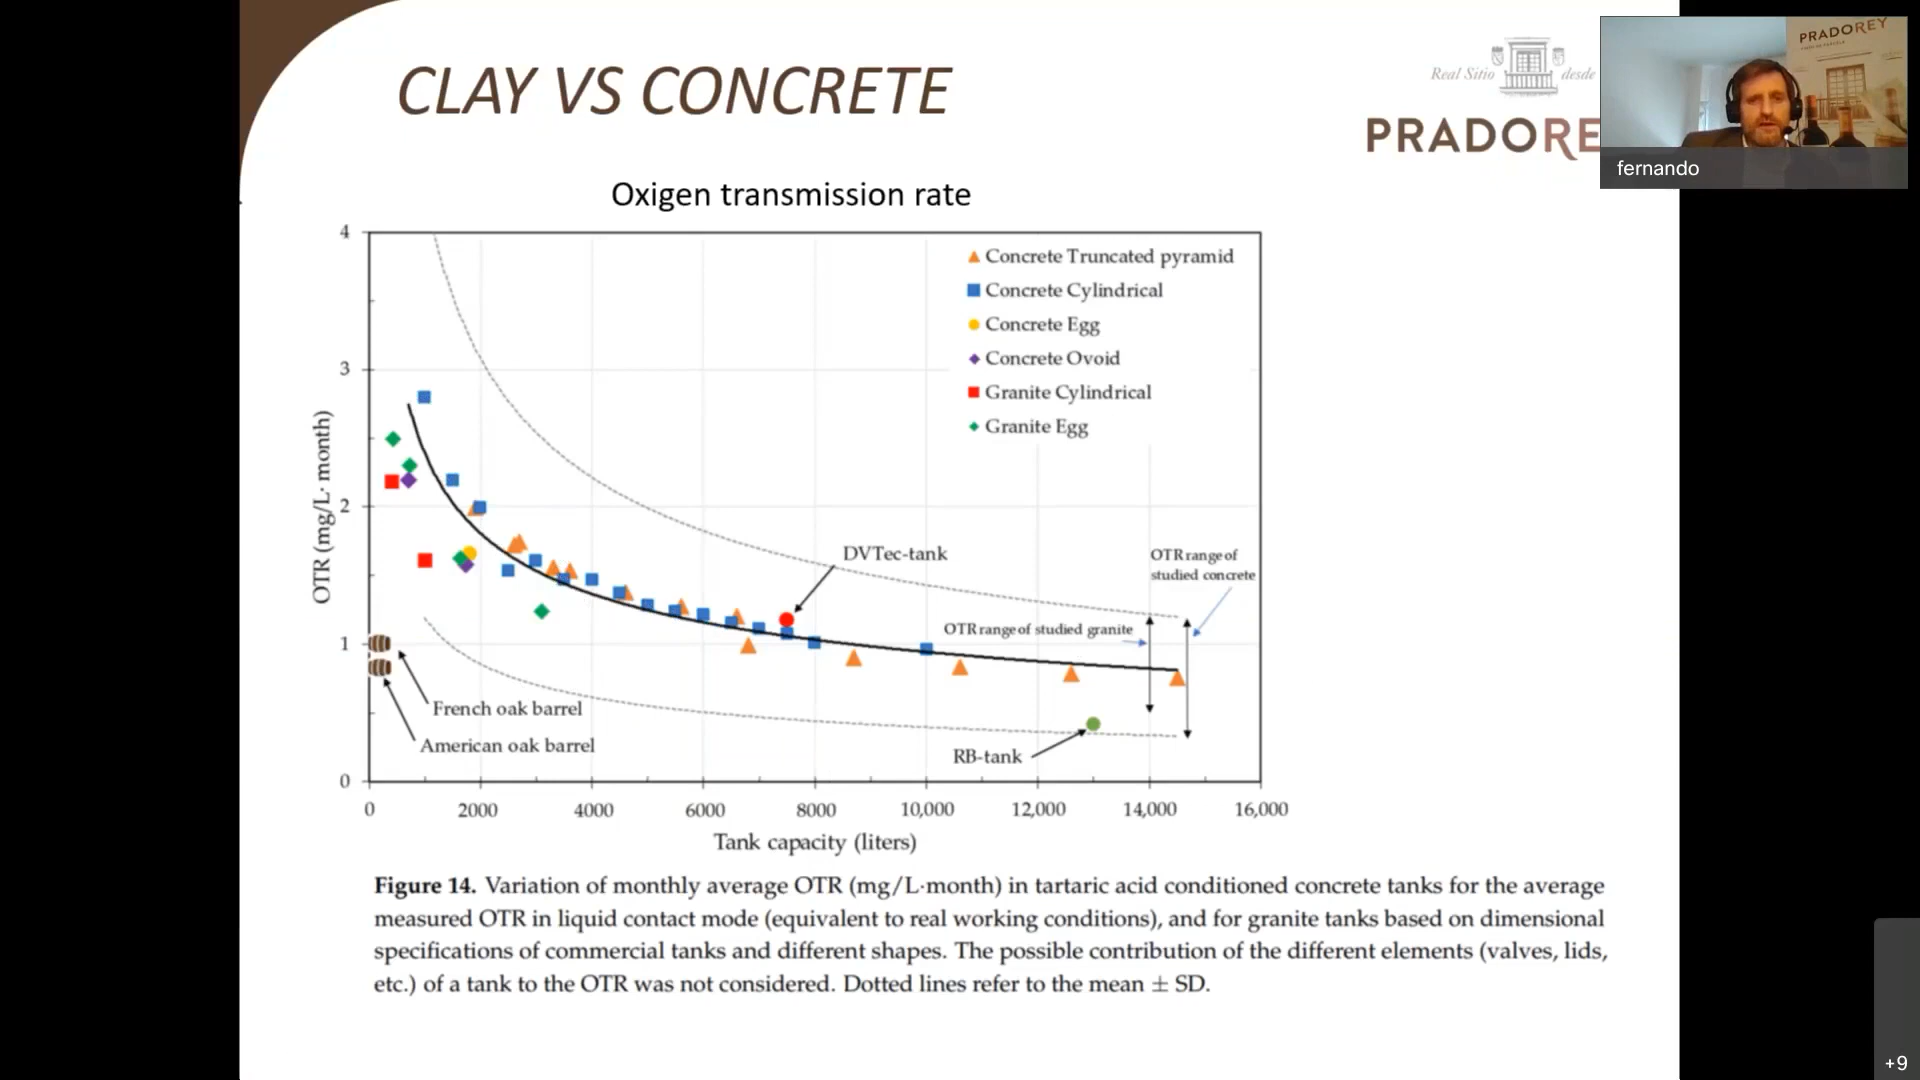 CLAY VS CONCRETE
Real Sitio desde
PRADORE
PRADOREY
fernando
Oxigen transmission rate
4
3
2
1
0
OTR (mg/L· month)
Concrete Truncated pyramid
Concrete Cylindrical
Concrete Egg
Concrete Ovoid
Granite Cylindrical
Granite Egg
DVTec-tank
OTR range of
studied concrete
OTR range of studied granite
French oak barrel
American oak barrel
RB-tank
0 2000 4000 6000 8000 10,000 12,000 14,000 16,000
Tank capacity (liters)
Figure 14. Variation of monthly average OTR (mg/L·month) in tartaric acid conditioned concrete tanks for the average
measured OTR in liquid contact mode (equivalent to real working conditions), and for granite tanks based on dimensional
specifications of commercial tanks and different shapes. The possible contribution of the different elements (valves, lids,
etc.) of a tank to the OTR was not considered. Dotted lines refer to the mean ± SD.
+9